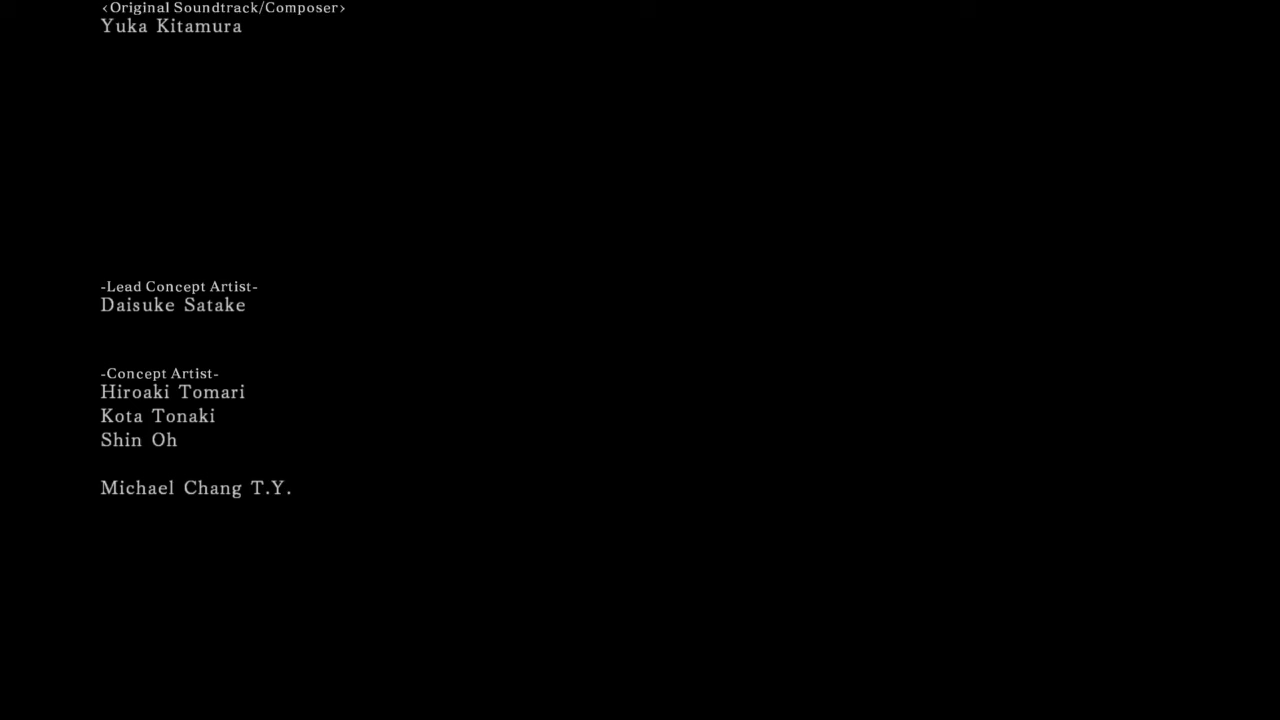 ‹Original Soundtrack/Composer›
Yuka Kitamura
-Lead Concept Artist-
Daisuke Satake
-Concept Artist-
Hiroaki Tomari
Kota Tonaki
Shin Oh
Michael Chang T.Y.